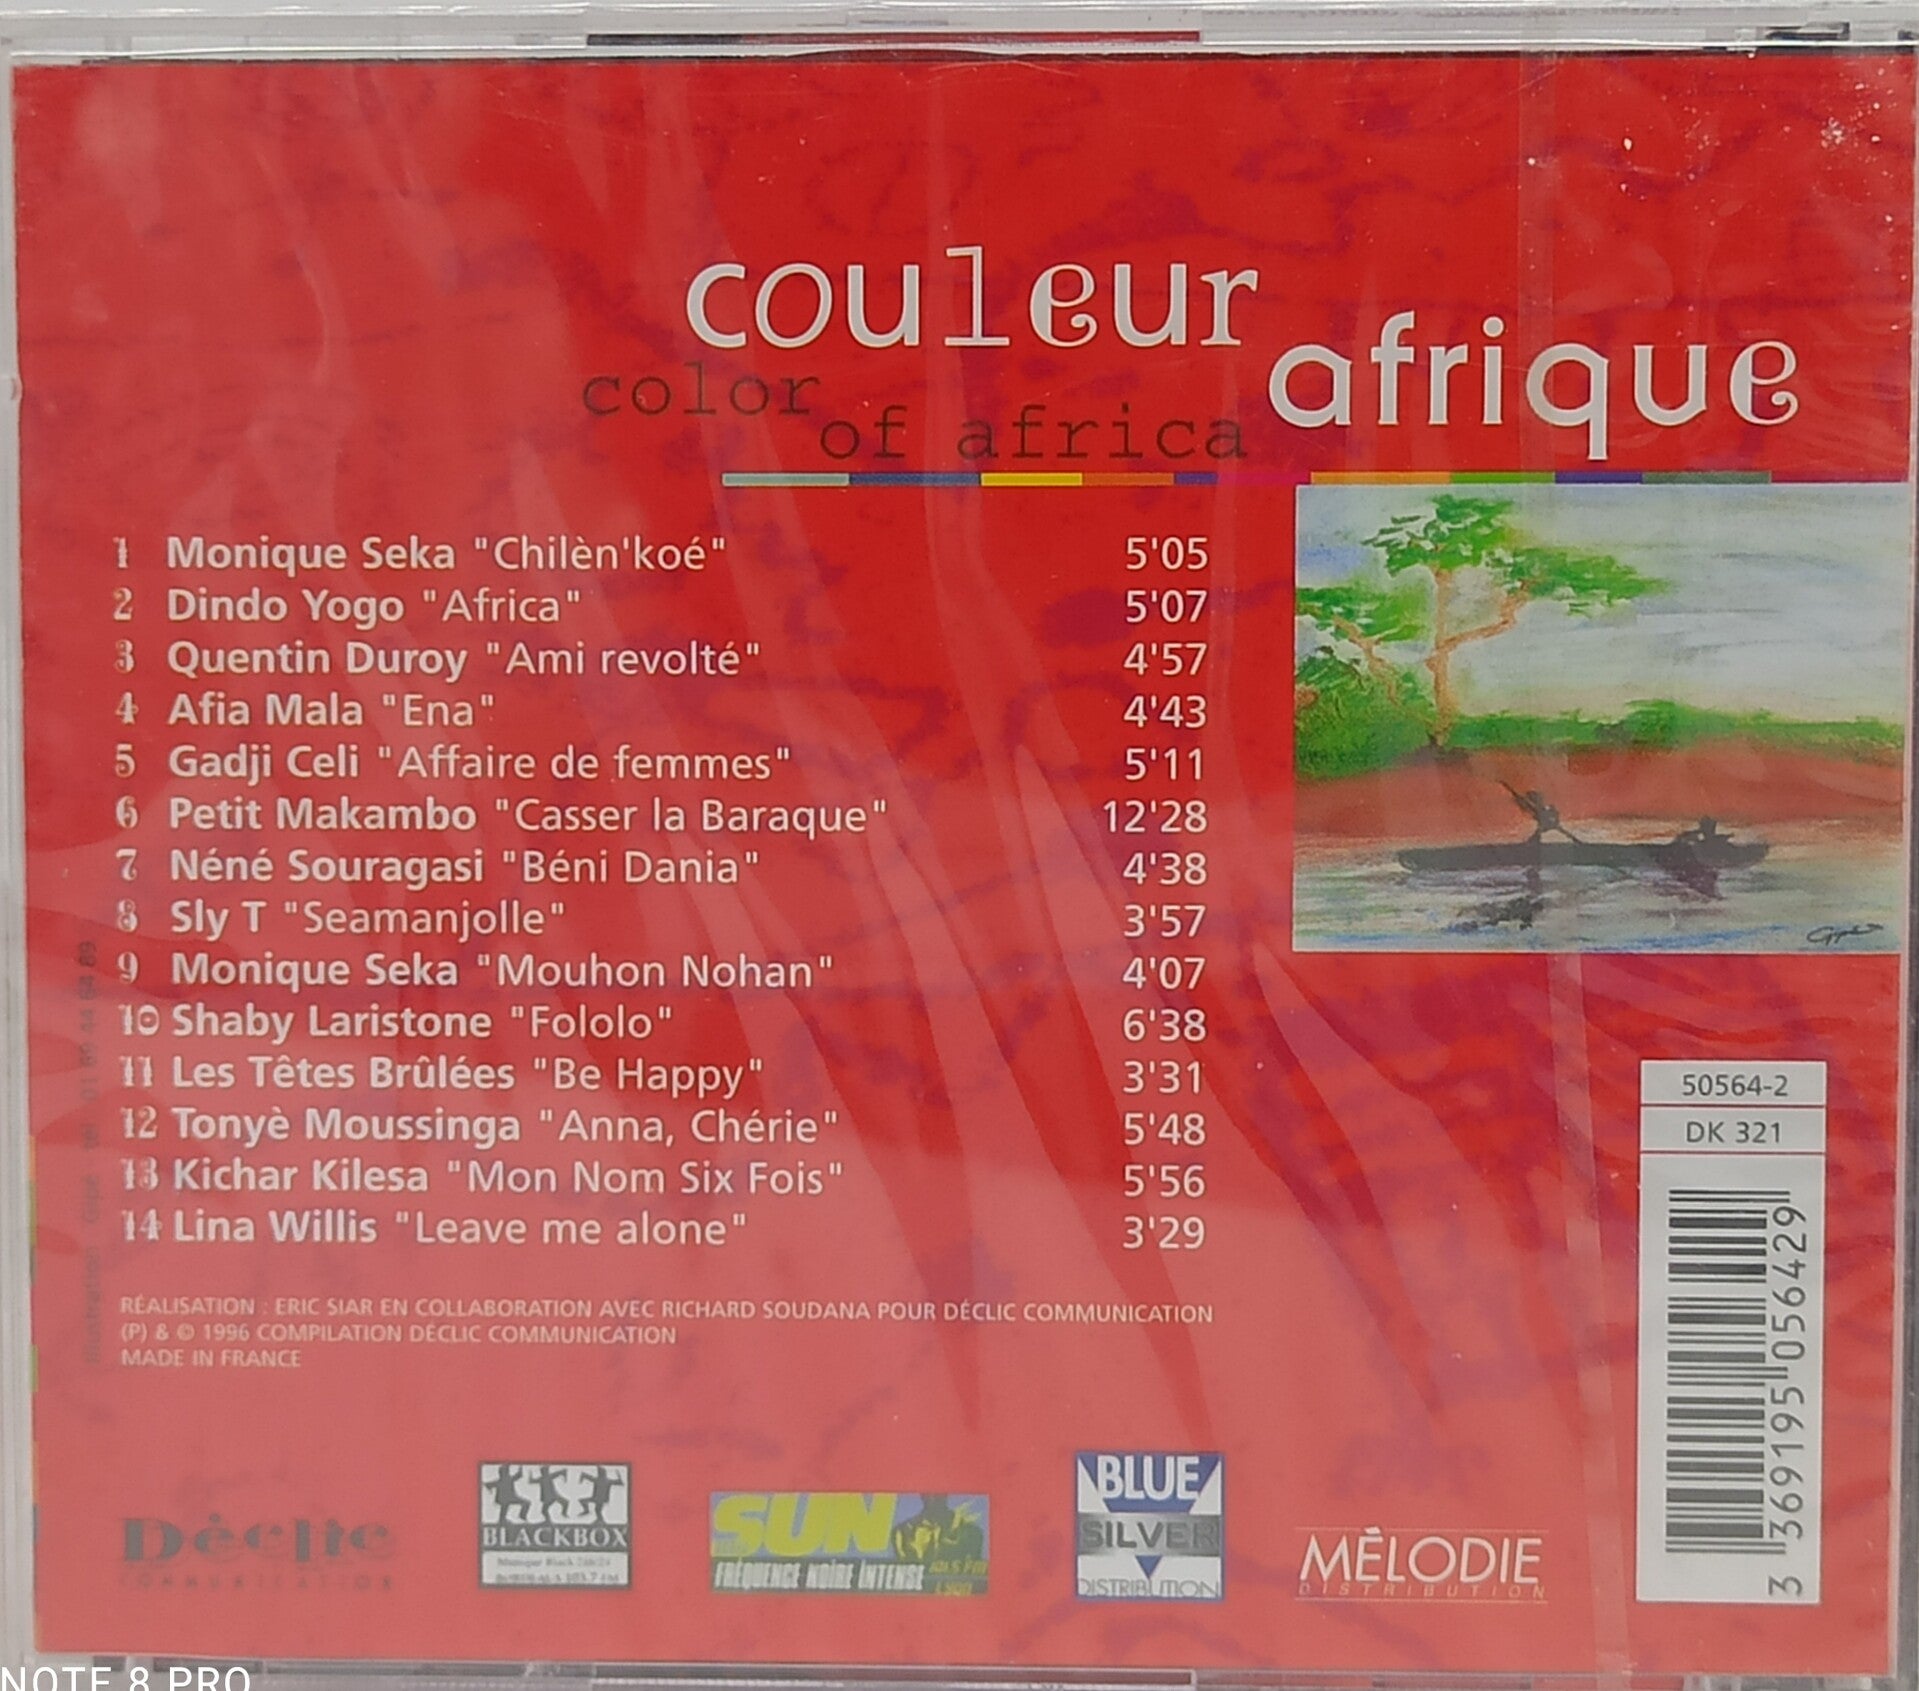 couleur
afrique
color
of africa
1 Monique Seka "Chilèn'koé" 5'05
2 Dindo Yogo "Africa" 5'07
3 Quentin Duroy "Ami revolté" 4'57
4 Afia Mala "Ena" 4'43
5 Gadji Celi "Affaire de femmes" 5'11
6 Petit Makambo "Casser la Baraque" 12'28
7 Néné Souragasi "Béni Dania" 4'38
8 Sly T "Seamanjolle" 3'57
9 Monique Seka "Mouhon Nohan" 4'07
10 Shaby Laristone "Fololo" 6'38
11 Les Têtes Brûlées "Be Happy" 3'31
12 Tonyè Moussinga "Anna, Chérie" 5'48
13 Kichar Kilesa "Mon Nom Six Fois" 5'56
14 Lina Willis "Leave me alone" 3'29
RÉALISATION : ERIC SIAR EN COLLABORATION AVEC RICHARD SOUDANA POUR DÉCLIC COMMUNICATION
(P) & © 1996 COMPILATION DÉCLIC COMMUNICATION
MADE IN FRANCE
50564-2
DK 321
3 369195 056429
Déclic
COMMUNICATION
BLACKBOX
SUN
FRÉQUENCE NOIRE INTENSE
BLUE
SILVER
DISTRIBUTION
MÉLODIE
DISTRIBUTION
NOTE 8 PRO